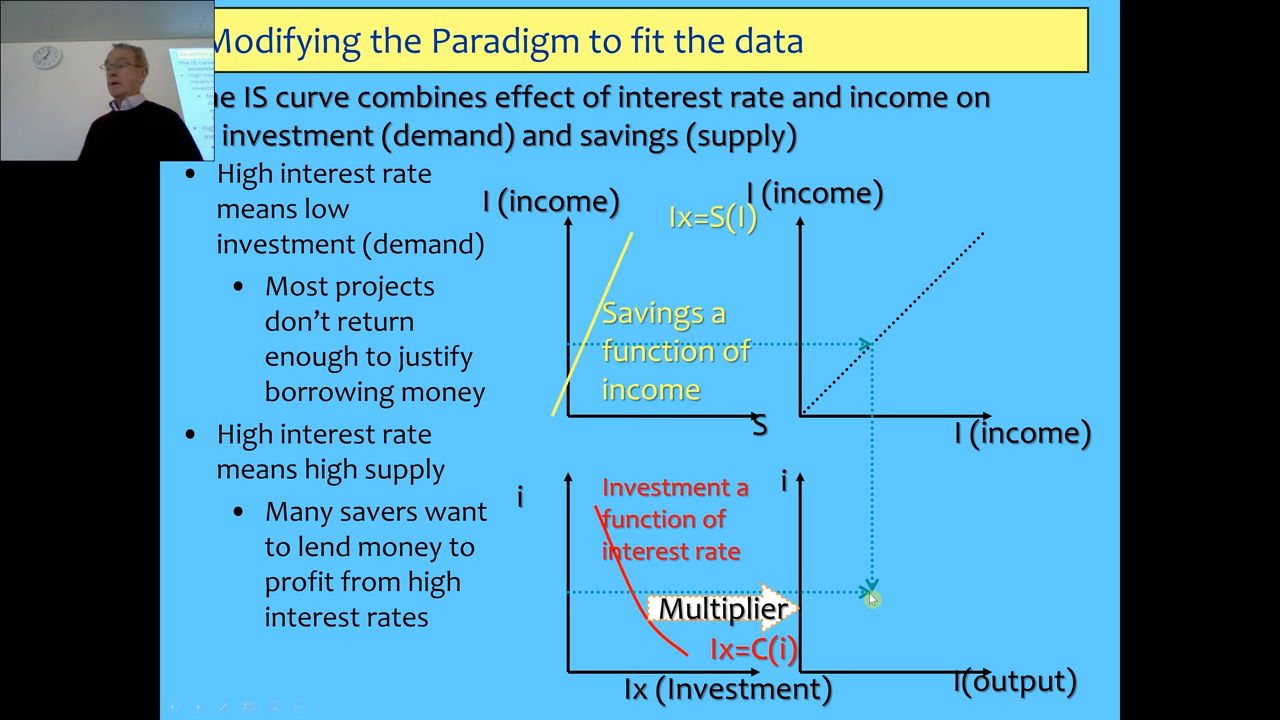 Modifying the Paradigm to fit the data
he IS curve combines effect of interest rate and income on
investment (demand) and savings (supply)
• High interest rate
means low
investment (demand)
• Most projects
don't return
enough to justify
borrowing money
• High interest rate
means high supply
• Many savers want
to lend money to
profit from high
interest rates
I (income)
Ix=S(I)
Savings a
function of
income
S
I (income)
I (income)
i
Investment a
function of
interest rate
Multiplier
Ix=C(i)
Ix (Investment)
i
I(output)